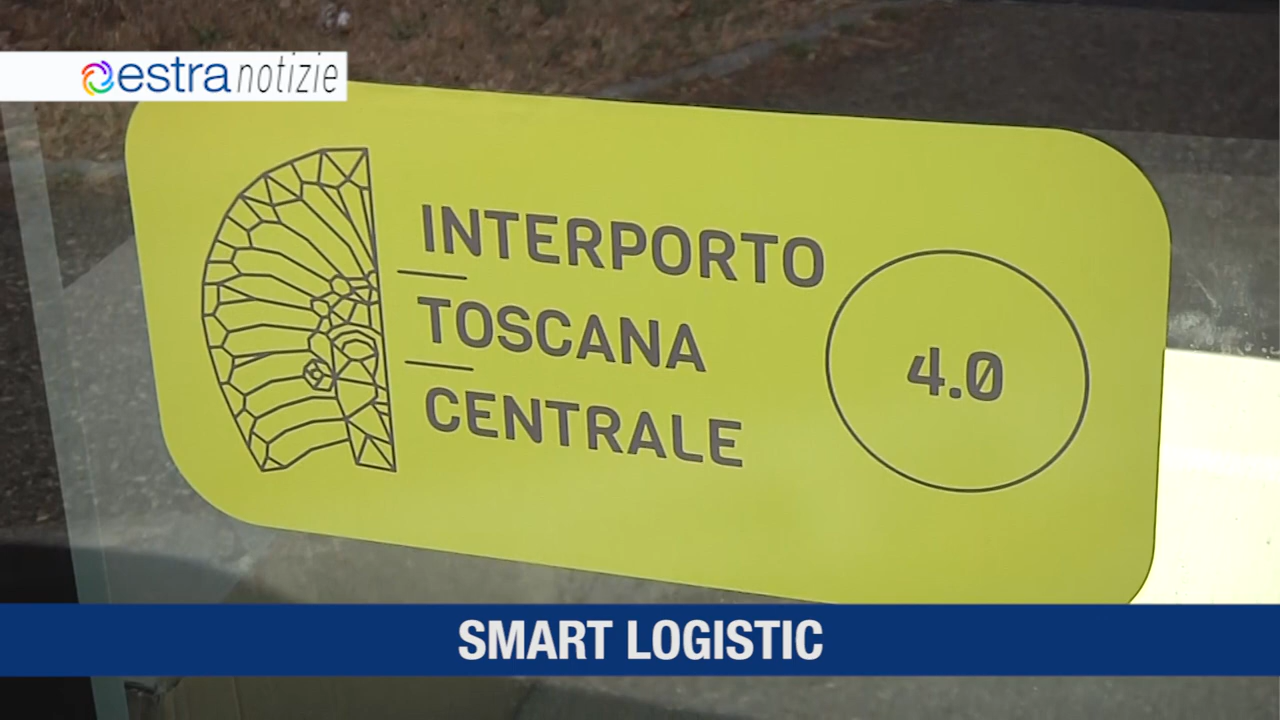 estra notizie
INTERPORTO
TOSCANA
CENTRALE
4.0
SMART LOGISTIC